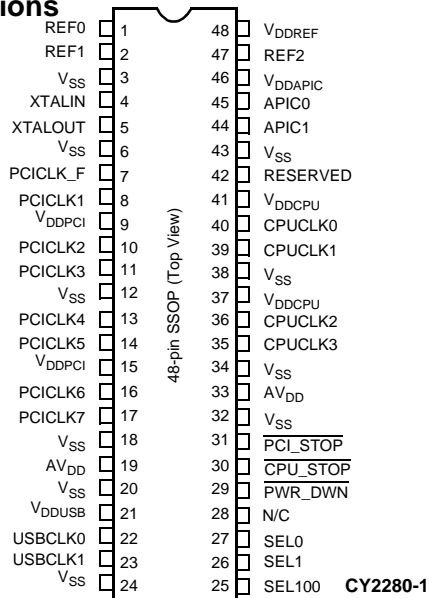 ions
REF0 1 48 VDDREF
REF1 2 47 REF2
VSS 3 46 VDDAPIC
XTALIN 4 45 APIC0
XTALOUT 5 44 APIC1
VSS 6 43 VSS
PCICLK_F 7 42 RESERVED
PCICLK1 8 41 VDDCPU
VDDPCI 9 40 CPUCLK0
PCICLK2 10 39 CPUCLK1
PCICLK3 11 38 VSS
VSS 12 37 VDDCPU
PCICLK4 13 36 CPUCLK2
PCICLK5 14 35 CPUCLK3
VDDPCI 15 34 VSS
PCICLK6 16 33 AVDD
PCICLK7 17 32 VSS
VSS 18 31 PCI_STOP
AVDD 19 30 CPU_STOP
VSS 20 29 PWR_DWN
VDDUSB 21 28 N/C
USBCLK0 22 27 SEL0
USBCLK1 23 26 SEL1
VSS 24 25 SEL100 CY2280-1
48-pin SSOP (Top View)